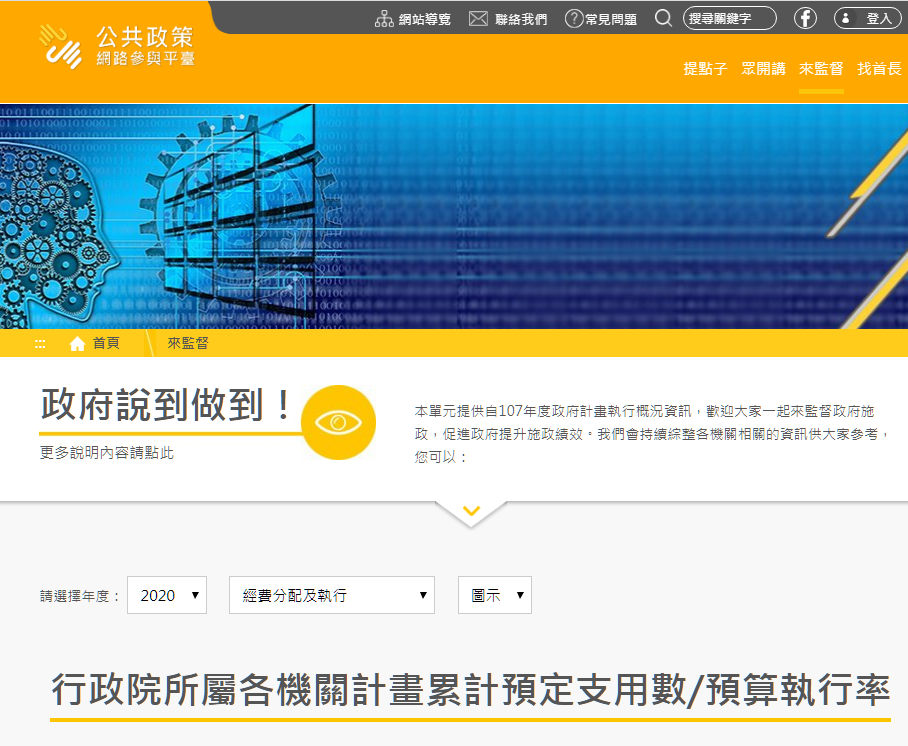 公共政策
網路參與平臺
網站導覽 聯絡我們 ?常見問題 搜尋關鍵字 f 登入
提點子 眾開講 來監督 找首長
::: 首頁 來監督
政府說到做到！
更多說明內容請點此
本單元提供自107年度政府計畫執行概況資訊，歡迎大家一起來監督政府施
政，促進政府提升施政績效。我們會持續綜整各機關相關的資訊供大家參考，
您可以：
請選擇年度： 2020 經費分配及執行 圖示
行政院所屬各機關計畫累計預定支用數/預算執行率